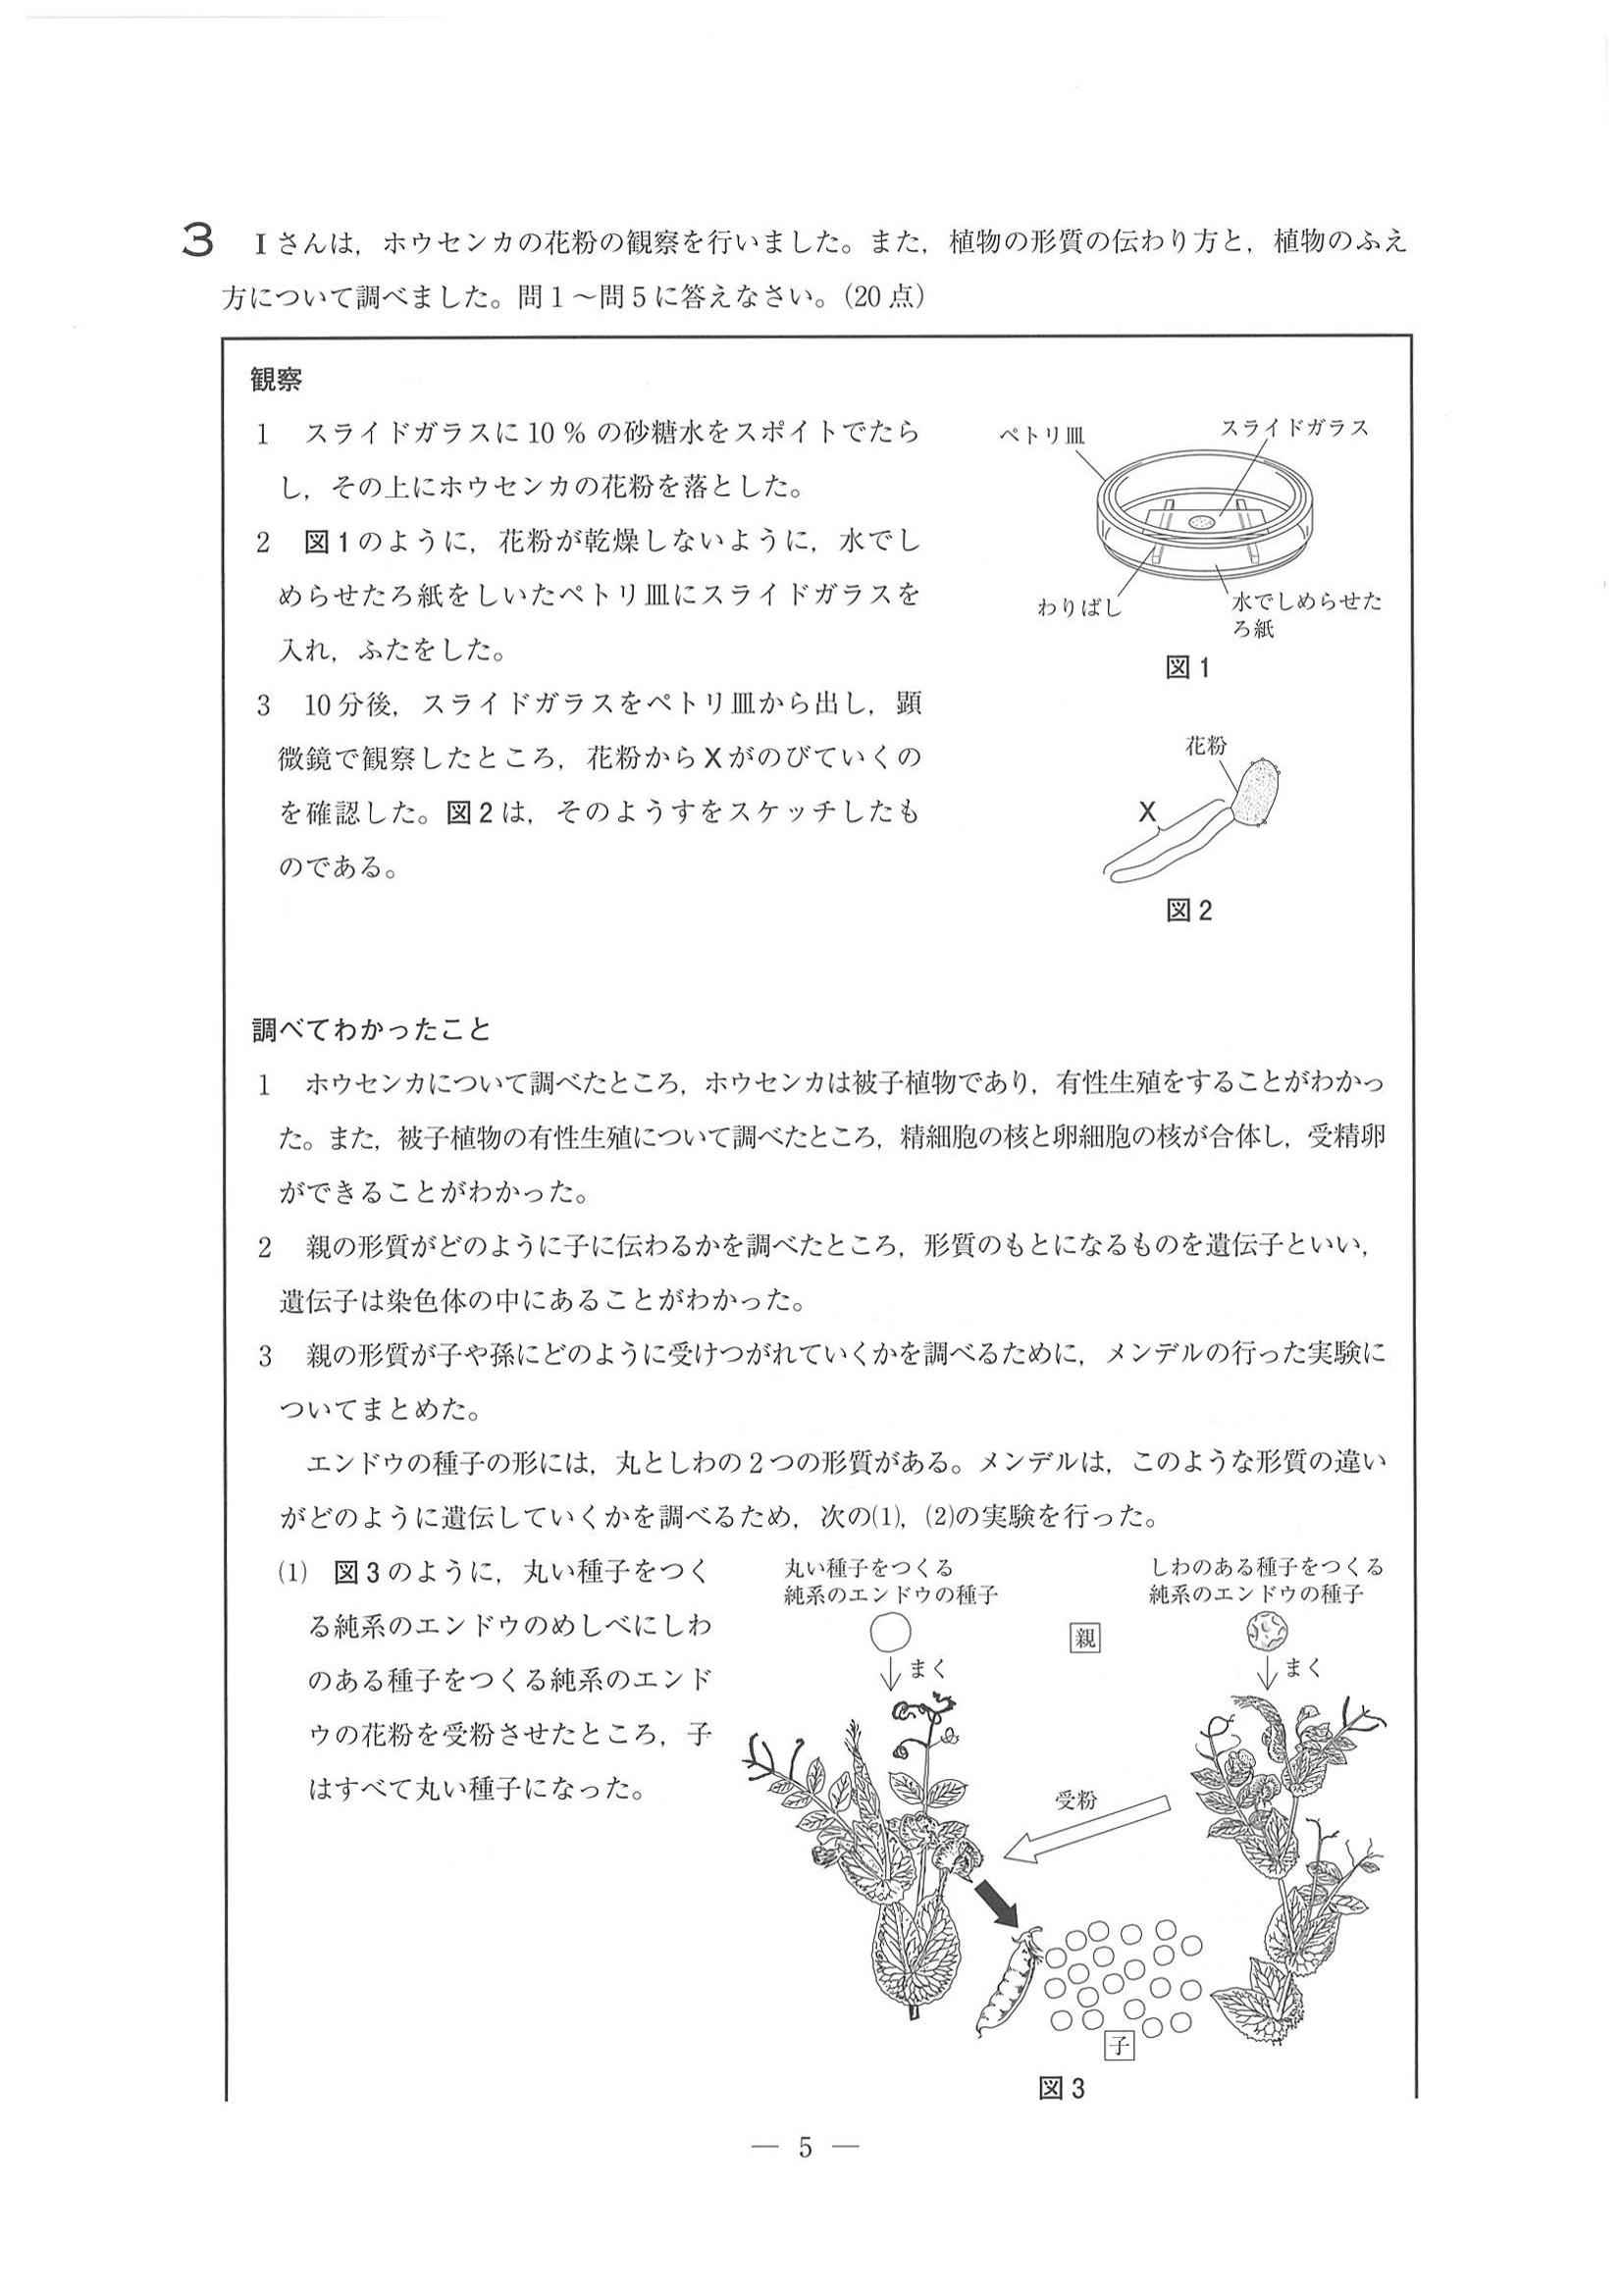 3 Iさんは，ホウセンカの花粉の観察を行いました。また，植物の形質の伝わり方と，植物のふえ
方について調べました。問1～問5に答えなさい。（20点）
観察
1 スライドガラスに10％の砂糖水をスポイトでたら
し，その上にホウセンカの花粉を落とした。
2 図1のように，花粉が乾燥しないように，水でし
めらせたろ紙をしいたペトリ皿にスライドガラスを
入れ，ふたをした。
3 10分後，スライドガラスをペトリ皿から出し，顕
微鏡で観察したところ，花粉からXがのびていくの
を確認した。図2は，そのようすをスケッチしたも
のである。
ペトリ皿
スライドガラス
わりばし
水でしめらせた
ろ紙
図1
花粉
X
図2
調べてわかったこと
1 ホウセンカについて調べたところ，ホウセンカは被子植物であり，有性生殖をすることがわかっ
た。また，被子植物の有性生殖について調べたところ，精細胞の核と卵細胞の核が合体し，受精卵
ができることがわかった。
2 親の形質がどのように子に伝わるかを調べたところ，形質のもとになるものを遺伝子といい，
遺伝子は染色体の中にあることがわかった。
3 親の形質が子や孫にどのように受けつがれていくかを調べるために，メンデルの行った実験に
ついてまとめた。
エンドウの種子の形には，丸としわの2つの形質がある。メンデルは，このような形質の違い
がどのように遺伝していくかを調べるため，次の(1)，(2)の実験を行った。
(1) 図3のように，丸い種子をつく
る純系のエンドウのめしべにしわ
のある種子をつくる純系のエンド
ウの花粉を受粉させたところ，子
はすべて丸い種子になった。
丸い種子をつくる
純系のエンドウの種子
しわのある種子をつくる
純系のエンドウの種子
親
まく
まく
受粉
子
図3
— 5 —